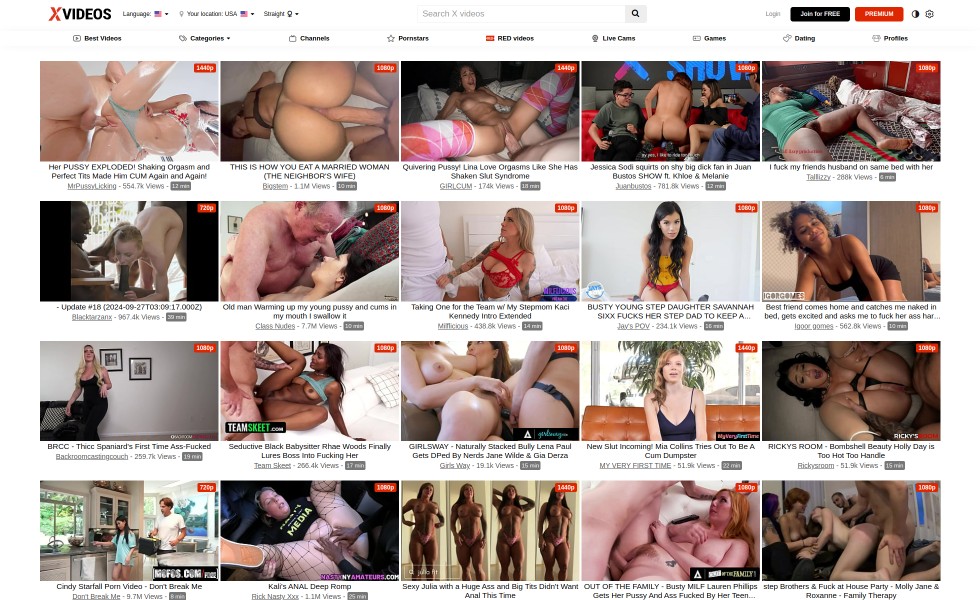 XVIDEOS
Language:
Your location: USA
Straight
Search X videos
Login
Join for FREE
PREMIUM
Best Videos
Categories
Channels
Pornstars
RED videos
Live Cams
Games
Dating
Profiles
1440p
1080p
1080p
1080p
1080p
Her PUSSY EXPLODED! Shaking Orgasm and
Perfect Tits Made Him CUM Again and Again!
MrPussyLicking - 554.7k Views - 12 min
THIS IS HOW YOU EAT A MARRIED WOMAN
(THE NEIGHBOR'S WIFE)
Bigstem - 1.1M Views - 10 min
Quivering Pussy! Lina Love Orgasms Like She Has
Shaken Slut Syndrome
GIRLCUM - 174k Views - 18 min
Jessica Sodi squirts on shy big dick fan in Juan
Bustos SHOW ft. Khloe & Melanie
Juanbustos - 781.8k Views - 12 min
I fuck my friends husband on same bed with her
Talllizzy - 288k Views - 6 min
720p
1080p
1080p
1080p
1080p
IGORGOMES
- Update #18 (2024-09-27T03:09:17.000Z)
Blacktarzanx - 967.4k Views - 39 min
Old man Warming up my young pussy and cums in
my mouth I swallow it
Class Nudes - 7.7M Views - 10 min
Taking One for the Team w/ My Stepmom Kaci
Kennedy Intro Extended
Milflicious - 438.8k Views - 14 min
BUSTY YOUNG STEP DAUGHTER SAVANNAH
SIXX FUCKS HER STEP DAD TO KEEP A...
Jay's POV - 234.1k Views - 16 min
Best friend comes home and catches me naked in
bed, gets excited and asks me to fuck her ass har...
Igoor gomes - 562.8k Views - 10 min
1080p
1080p
1080p
1440p
1080p
TEAMSKEET.COM
girlsway.com
MyVeryFirstTime
RICKY'S
BRCC - Thicc Spaniard's First Time Ass-Fucked
Backroomcastingcouch - 259.7k Views - 19 min
Seductive Black Babysitter Rhae Woods Finally
Lures Boss Into Fucking Her
Team Skeet - 266.4k Views - 17 min
GIRLSWAY - Naturally Stacked Bully Lena Paul
Gets DPed By Nerds Jane Wilde & Gia Derza
Girls Way - 19.1k Views - 15 min
New Slut Incoming! Mia Collins Tries Out To Be A
Cum Dumpster
MY VERY FIRST TIME - 51.9k Views - 22 min
RICKYS ROOM - Bombshell Beauty Holly Day is
Too Hot Too Handle
Rickysroom - 51.9k Views - 15 min
720p
1080p
1440p
1080p
1080p
MOFOS.COM
MEDIA
NASTYNYAMATEURS.COM
julia fit
OUT OF THE FAMILY!
Cindy Starfall Porn Video - Don't Break Me
Don't Break Me - 9.7M Views - 8 min
Kali's ANAL Deep Romp
Rick Nasty Xxx - 1.1M Views - 25 min
Sexy Julia with a Huge Ass and Big Tits Didn't Want
Anal This Time
OUT OF THE FAMILY - Busty MILF Lauren Phillips
Gets Her Pussy And Ass Fucked By Her Teen...
step Brothers & Fuck at House Party - Molly Jane &
Roxanne - Family Therapy